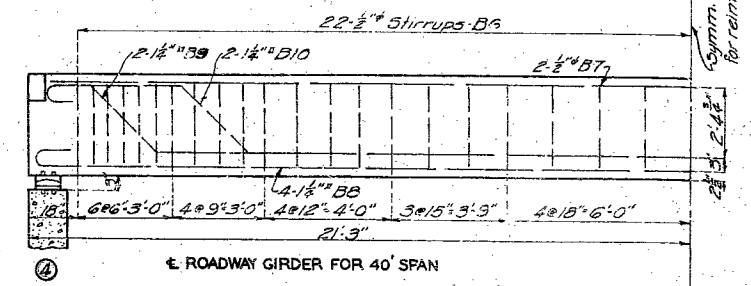 22-½"ᶲ Stirrups-B6
Symm.
for rein
2-1¼"ᶲ B9
2-1¼"ᶲ B10
2-½"ᶲ B7
2'-4¾"
3"
2½"
4-1½"ᶲ B8
18
6@6"=3'-0"
4@9"=3'-0"
4@12"=4'-0"
3@15"=3'-9"
4@18"=6'-0"
21'-3"
4
℄ ROADWAY GIRDER FOR 40' SPAN